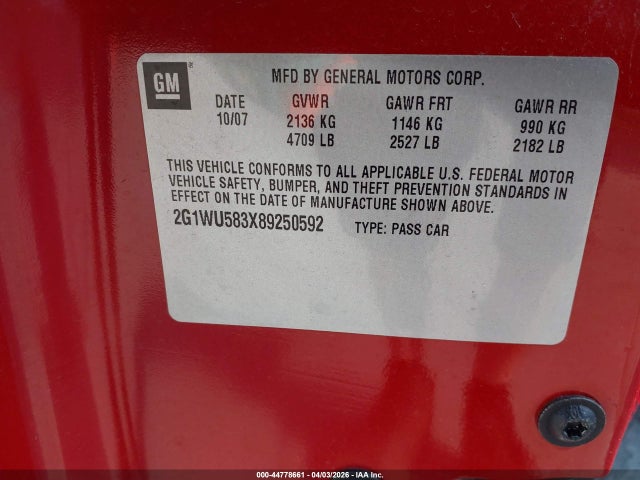 GM
MFD BY GENERAL MOTORS CORP.
DATE GVWR GAWR FRT GAWR RR
10/07 2136 KG 1146 KG 990 KG
4709 LB 2527 LB 2182 LB
THIS VEHICLE CONFORMS TO ALL APPLICABLE U.S. FEDERAL MOTOR
VEHICLE SAFETY, BUMPER, AND THEFT PREVENTION STANDARDS IN
EFFECT ON THE DATE OF MANUFACTURE SHOWN ABOVE.
2G1WU583X89250592 TYPE: PASS CAR
000-44778661 | 04/03/2026 | IAAI.COM